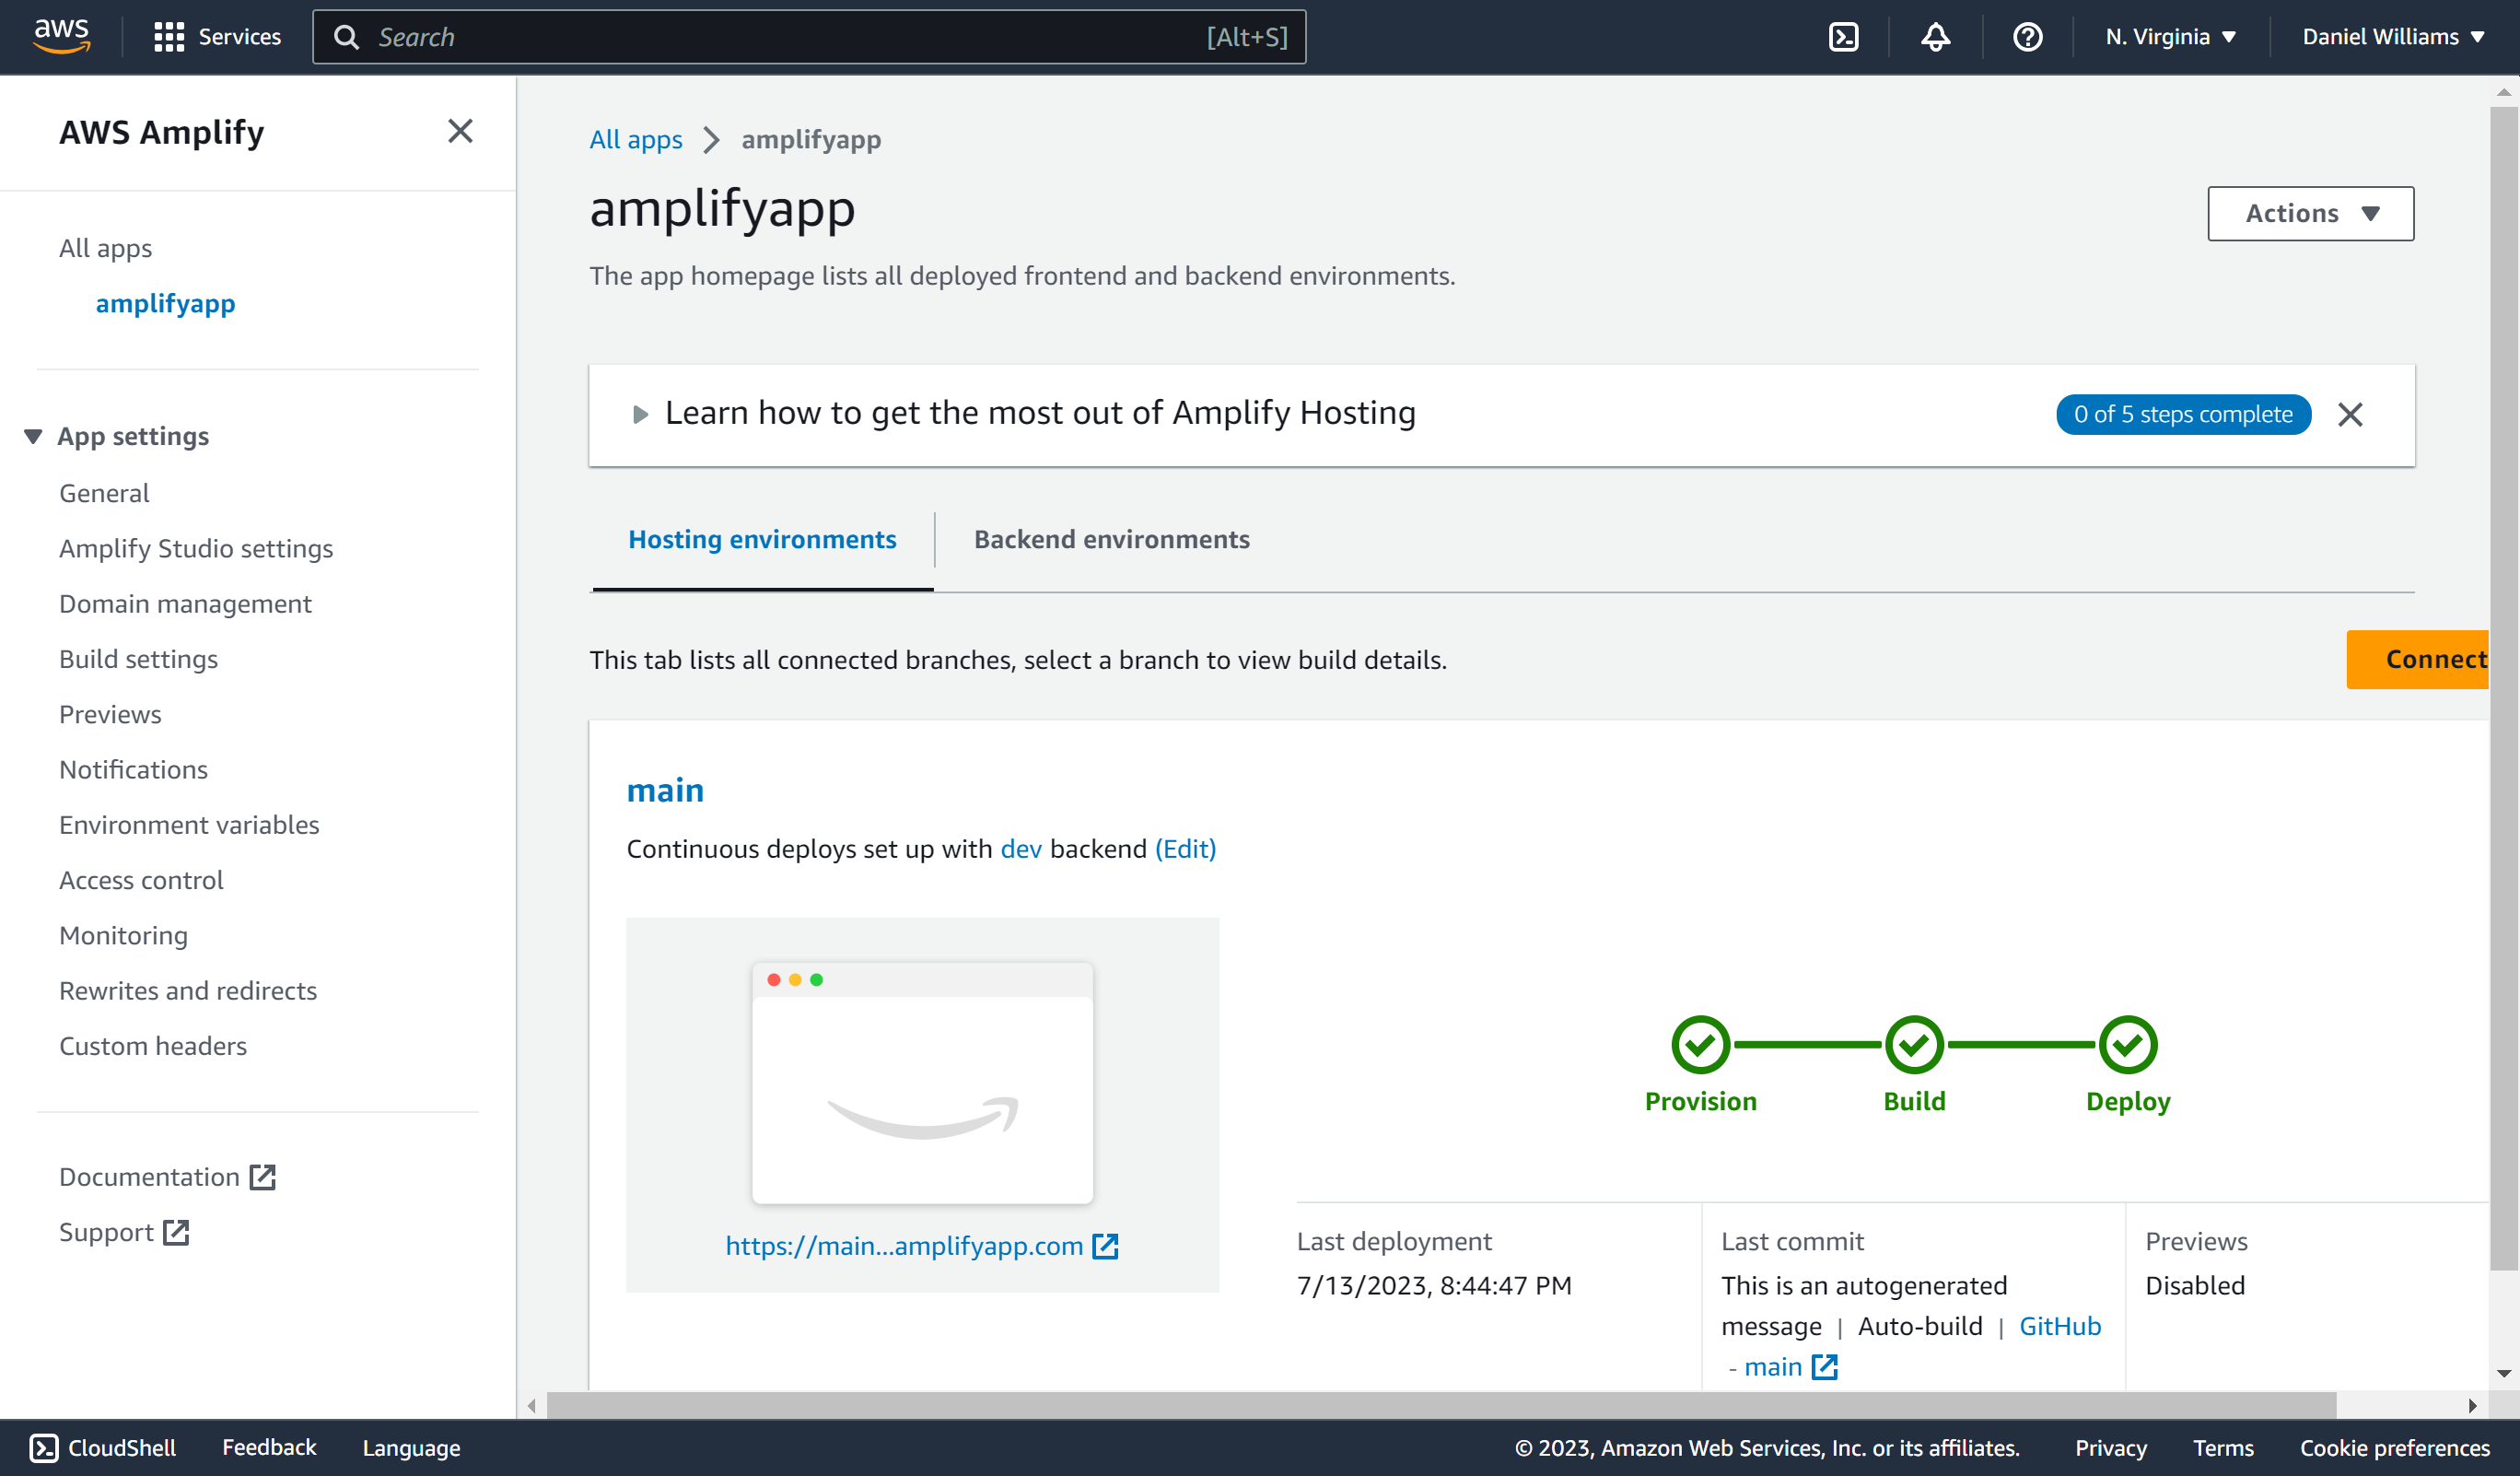 aws
Services
Search
[Alt+S]
N. Virginia
Daniel Williams
AWS Amplify
All apps
amplifyapp
App settings
General
Amplify Studio settings
Domain management
Build settings
Previews
Notifications
Environment variables
Access control
Monitoring
Rewrites and redirects
Custom headers
Documentation
Support
All apps
amplifyapp
amplifyapp
Actions
The app homepage lists all deployed frontend and backend environments.
Learn how to get the most out of Amplify Hosting
0 of 5 steps complete
Hosting environments
Backend environments
This tab lists all connected branches, select a branch to view build details.
Connect
main
Continuous deploys set up with dev backend (Edit)
https://main...amplifyapp.com
Provision
Build
Deploy
Last deployment
7/13/2023, 8:44:47 PM
Last commit
This is an autogenerated
message | Auto-build | GitHub
- main
Previews
Disabled
CloudShell
Feedback
Language
© 2023, Amazon Web Services, Inc. or its affiliates.
Privacy
Terms
Cookie preferences